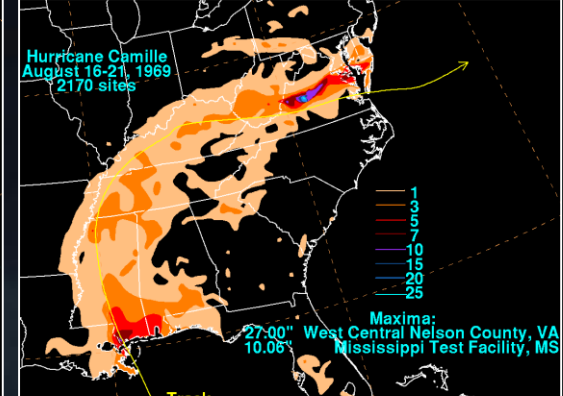 Hurricane Camille
August 16-21, 1969
2170 sites
1
3
5
7
10
15
20
25
Maxima:
27.00" West Central Nelson County, VA
10.06" Mississippi Test Facility, MS